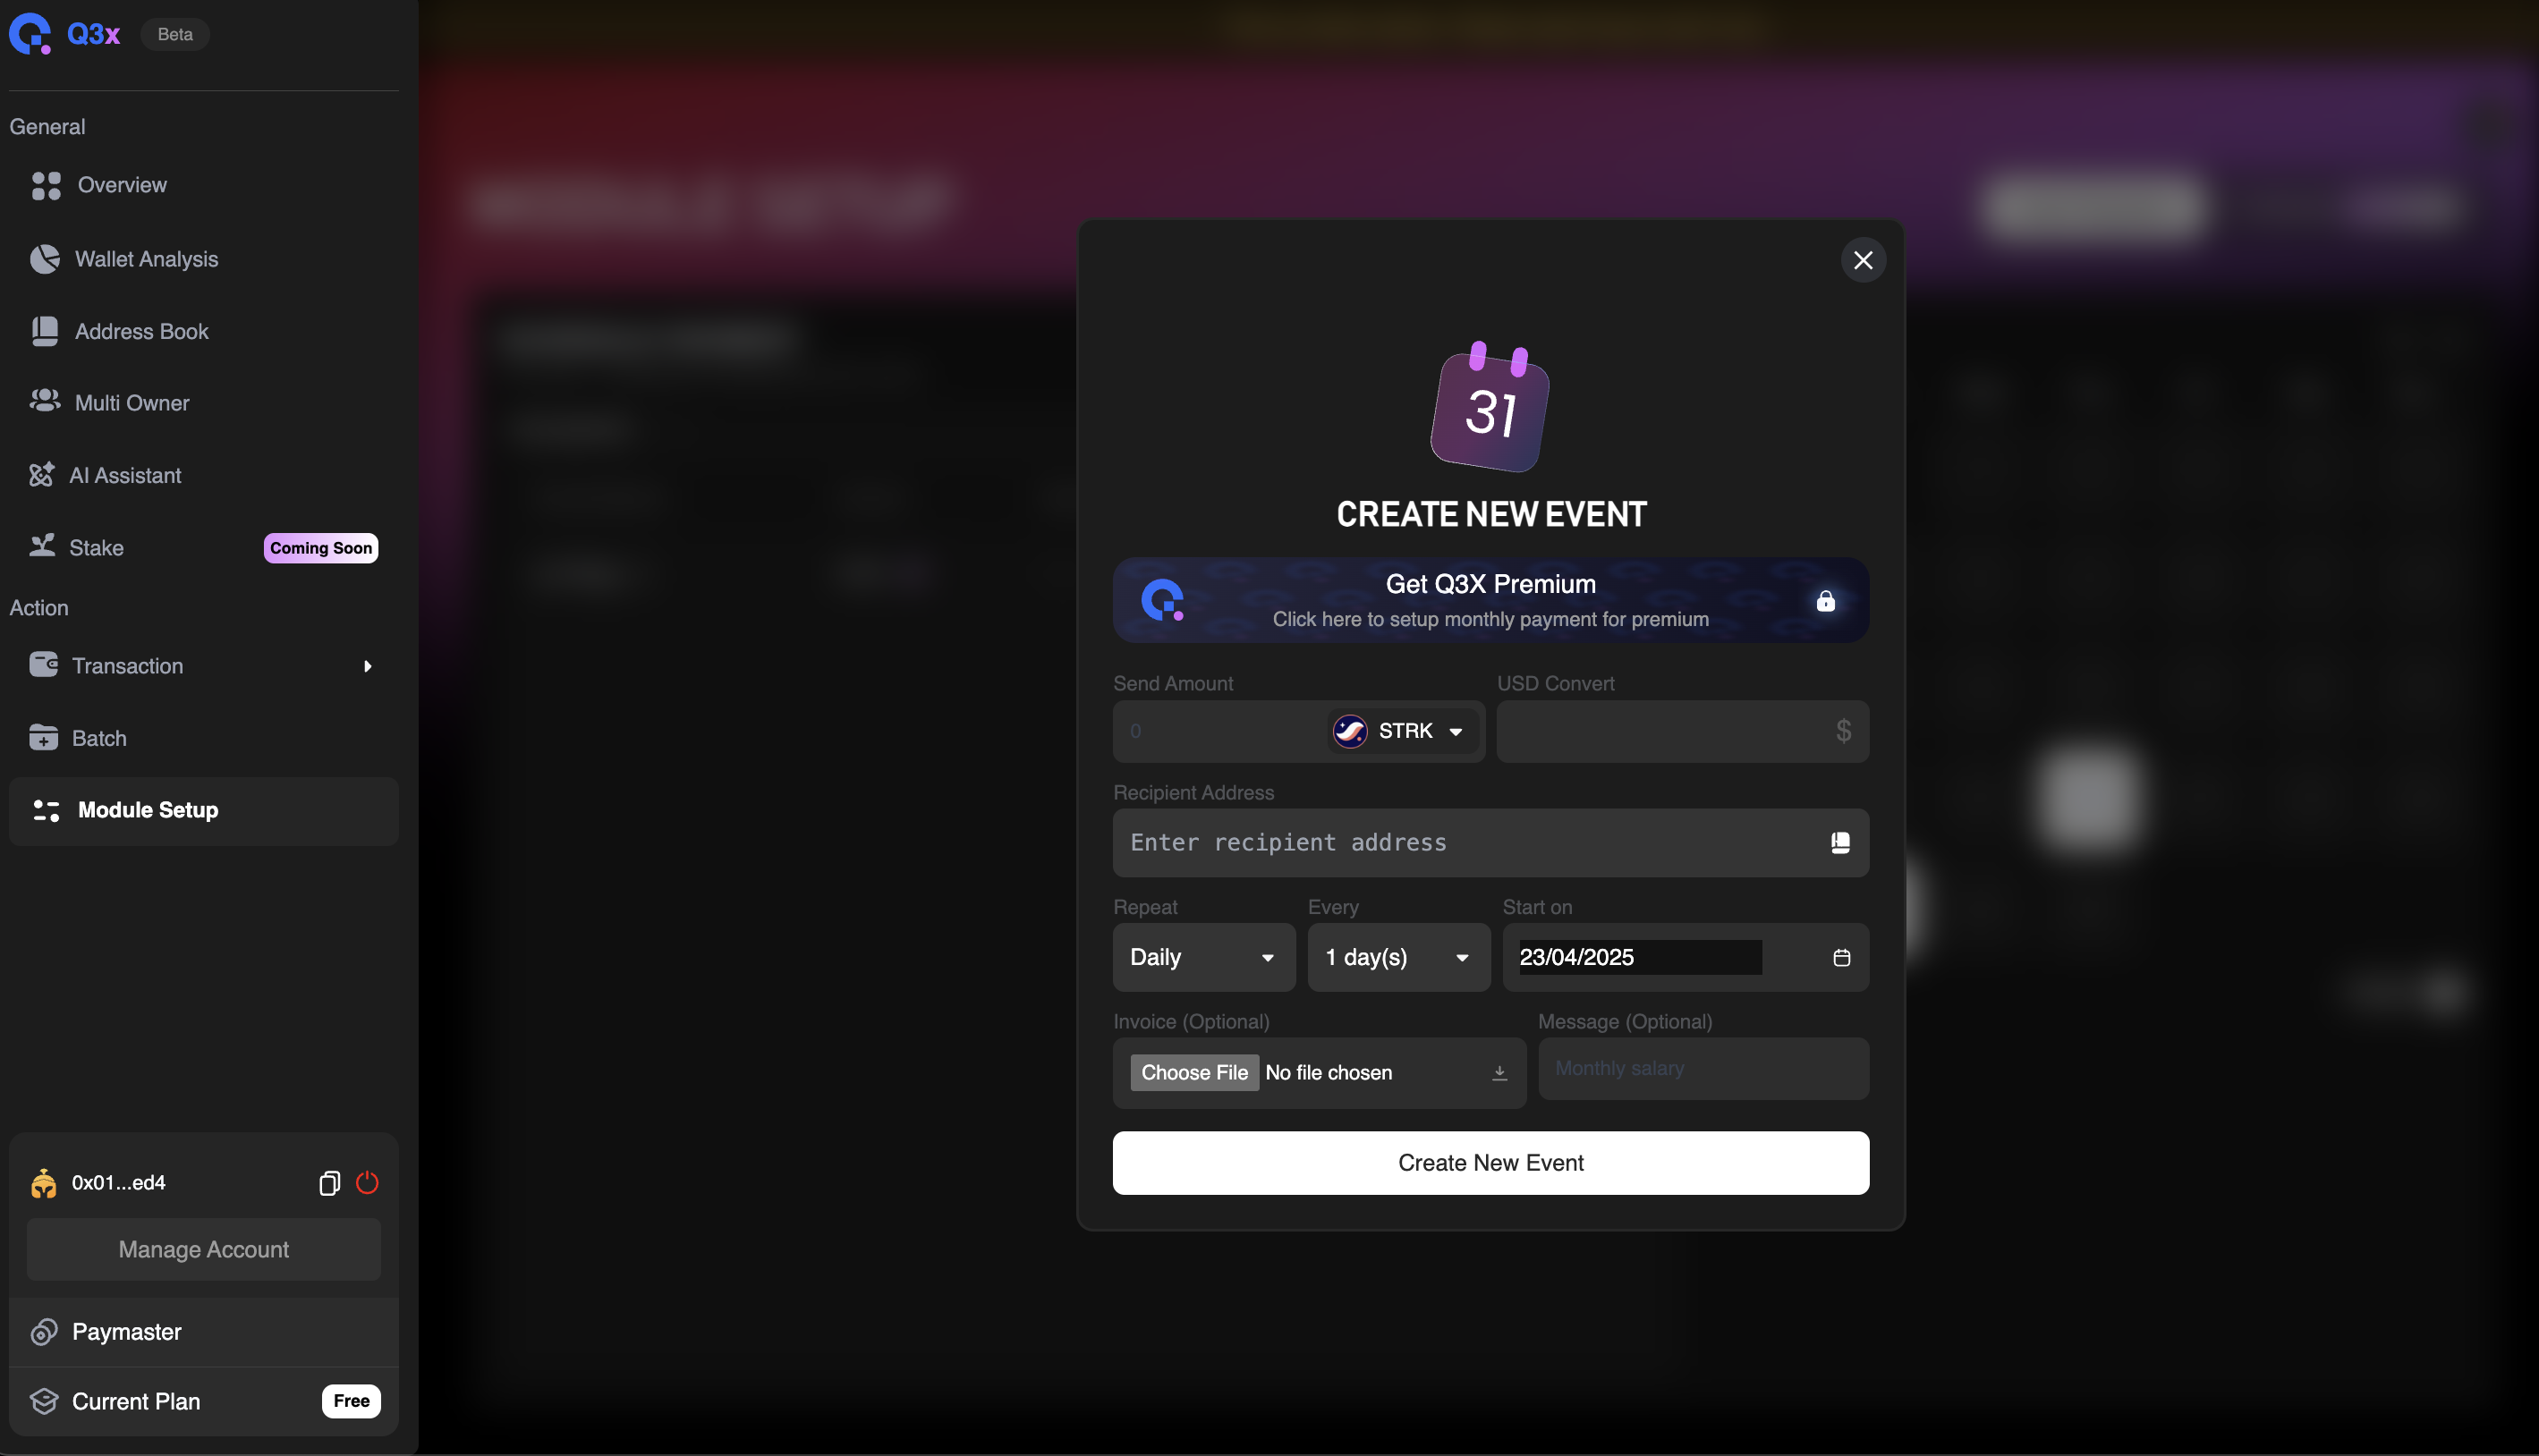 Q3x Beta
General
Overview
Wallet Analysis
Address Book
Multi Owner
AI Assistant
Stake Coming Soon
Action
Transaction
Batch
Module Setup
0x01...ed4
Manage Account
Paymaster
Current Plan Free
MODULE SETUP
31
CREATE NEW EVENT
Get Q3X Premium
Click here to setup monthly payment for premium
Send Amount USD Convert
0 STRK $
Recipient Address
Enter recipient address
Repeat Every Start on
Daily 1 day(s) 23/04/2025
Invoice (Optional) Message (Optional)
Choose File No file chosen Monthly salary
Create New Event